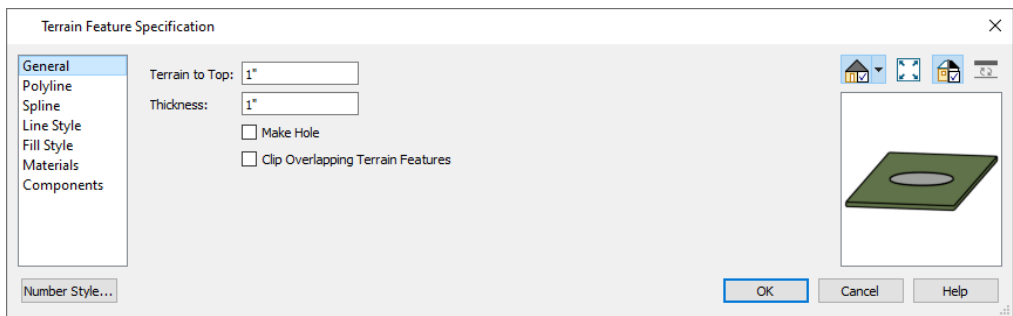 Terrain Feature Specification
General
Polyline
Spline
Line Style
Fill Style
Materials
Components
Terrain to Top: 1"
Thickness: 1"
Make Hole
Clip Overlapping Terrain Features
Number Style...
OK Cancel Help